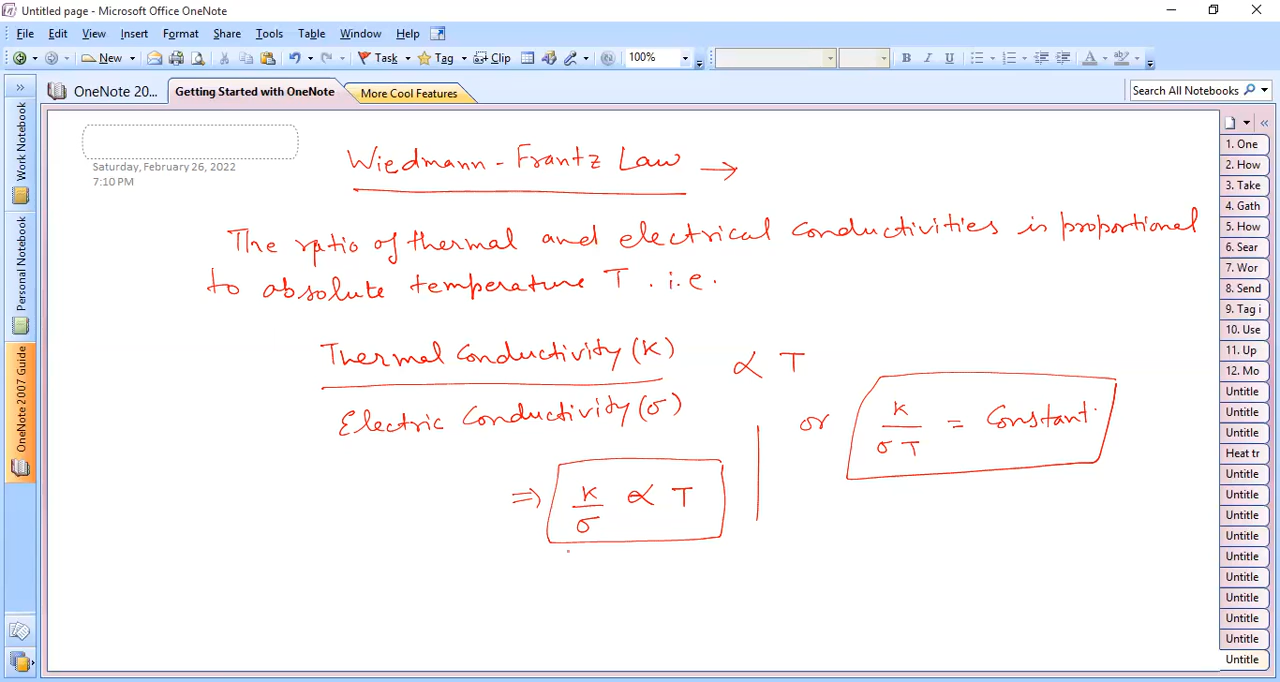 Untitled page - Microsoft Office OneNote
File Edit View Insert Format Share Tools Table Window Help
New Task Tag Clip 100% B I U A ab
OneNote 20... Getting Started with OneNote More Cool Features Search All Notebooks
Work Notebook
Personal Notebook
OneNote 2007 Guide
Saturday, February 26, 2022
7:10 PM
Wiedmann - Frantz Law →
The ratio of thermal and electrical conductivities is proportional
to absolute temperature T . i.e.
Thermal Conductivity (K)
Electric Conductivity (σ)
∝ T
⇒ K/σ ∝ T
or K/σT = Constant.
1. One
2. How
3. Take
4. Gath
5. How
6. Sear
7. Wor
8. Send
9. Tag i
10. Use
11. Up
12. Mo
Untitle
Untitle
Untitle
Heat tr
Untitle
Untitle
Untitle
Untitle
Untitle
Untitle
Untitle
Untitle
Untitle
Untitle